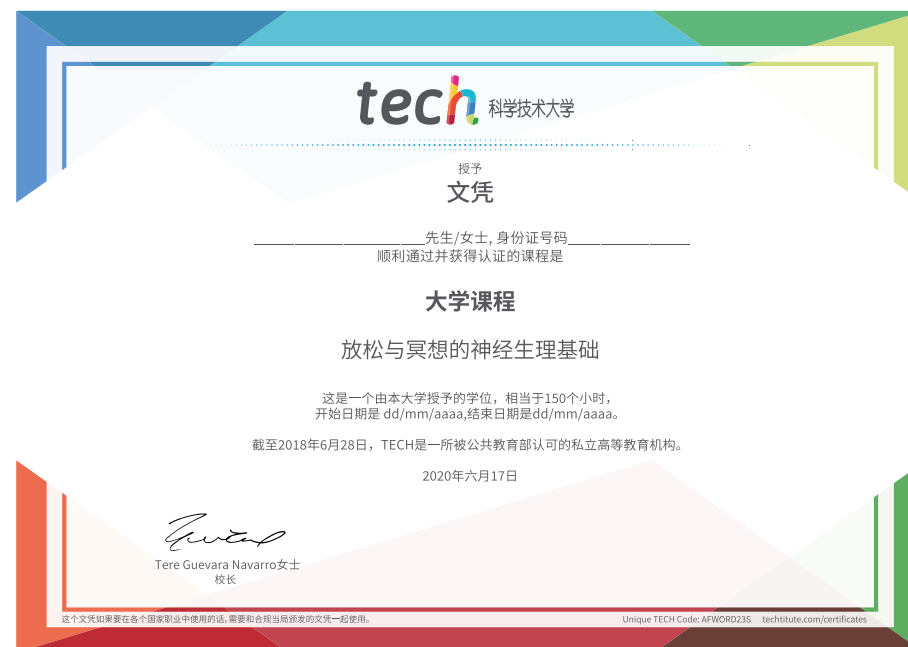 tech 科学技术大学
授予
文凭
先生/女士, 身份证号码
顺利通过并获得认证的课程是
大学课程
放松与冥想的神经生理基础
这是一个由本大学授予的学位，相当于150个小时，
开始日期是 dd/mm/aaaa,结束日期是dd/mm/aaaa。
截至2018年6月28日，TECH是一所被公共教育部认可的私立高等教育机构。
2020年六月17日
Tere Guevara Navarro女士
校长
这个文凭如果要在各个国家职业中使用的话, 需要和合规当局颁发的文凭一起使用。
Unique TECH Code: AFWORD23S techtitute.com/certificates